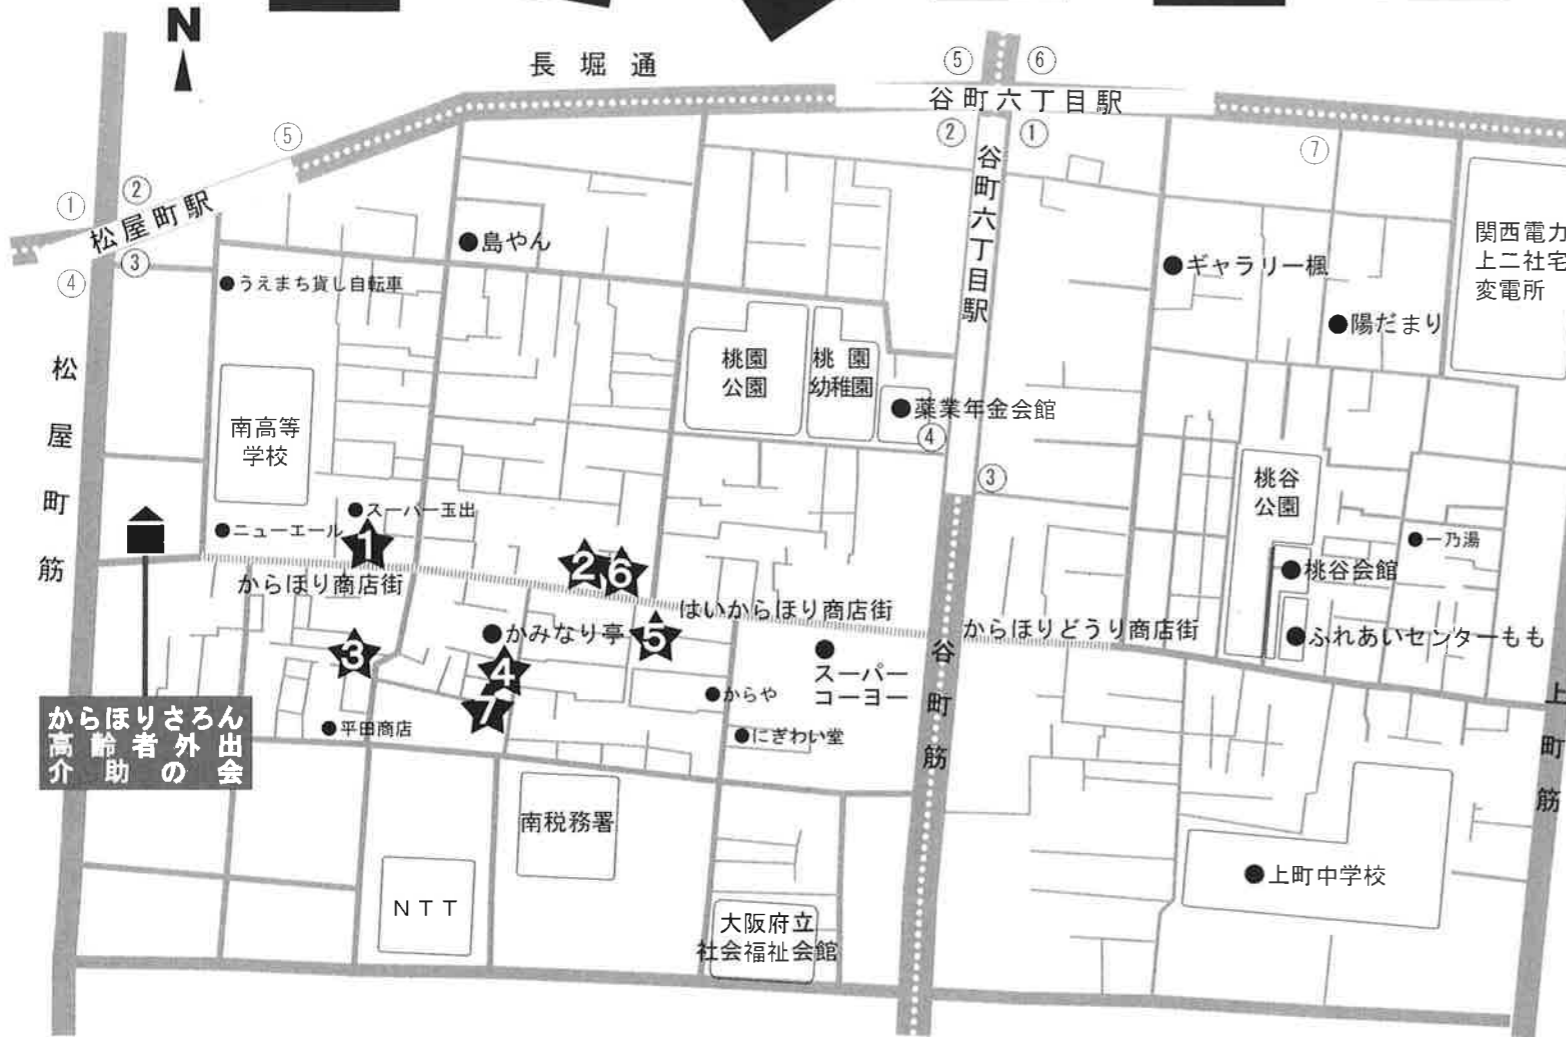 N
長堀通
⑤
⑥
谷町六丁目駅
②
①
⑤
⑦
谷町六丁目駅
①
②
松屋町駅
③
④
島やん
うえまち貨し自転車
ギャラリー楓
陽だまり
関西電力
上二社宅
変電所
松屋町筋
桃園
公園
桃園
幼稚園
薬業年金会館
④
③
南高等
学校
桃谷
公園
スーパー玉出
ニューエール
1
2
6
一乃湯
桃谷会館
からほり商店街
はいからほり商店街
からほりどうり商店街
かみなり亭
5
3
4
7
スーパー
コーヨー
ふれあいセンターもも
からや
平田商店
にぎわい堂
谷町筋
上町筋
からほりさろん
高齢者外出
介助の会
南税務署
NTT
大阪府立
社会福祉会館
上町中学校